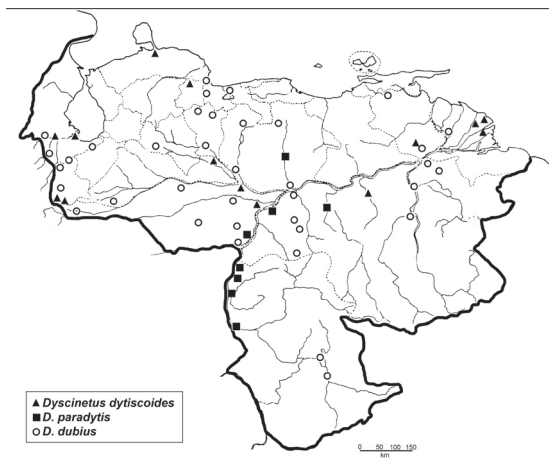 Dyscinetus dytiscoides
D. paradytis
D. dubius
0 50 100 150
km